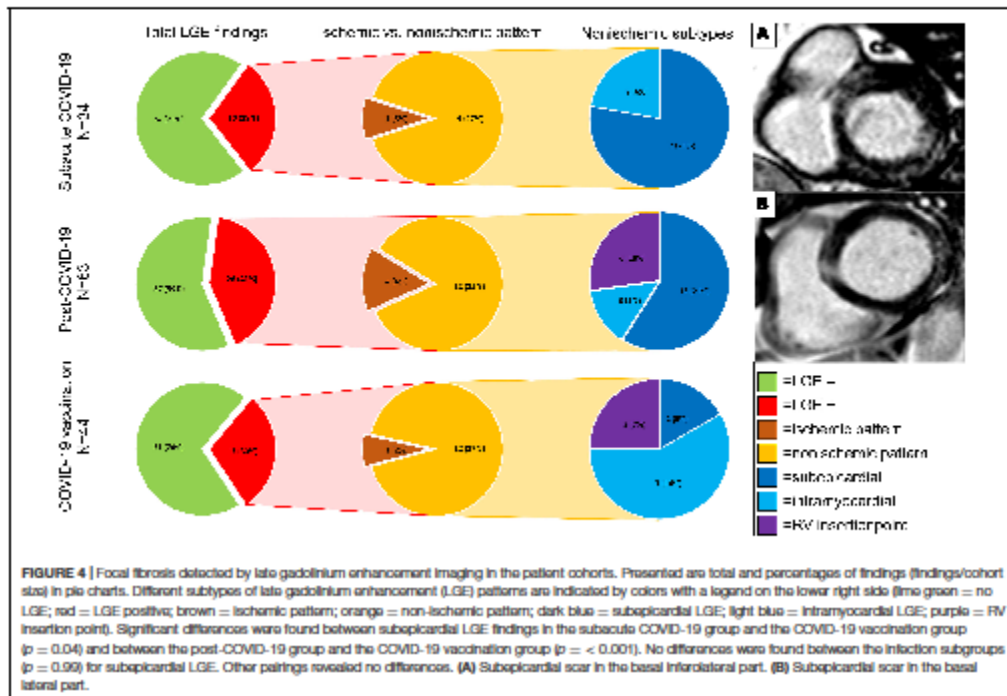 Total LGE findings
ischemic vs. nonischemic pattern
Nonischemic subtypes
A
Subacute COVID-19
N=34
B
Post-COVID-19
N=63
COVID-19 vaccination
N=44
=LGE –
=LGE
=ischemic pattern
=nonischemic pattern
=subepicardial
=intramyocardial
=RV insertion point
FIGURE 4 | Focal fibrosis detected by late gadolinium enhancement imaging in the patient cohorts. Presented are total and percentages of findings (findings/cohort
size) in pie charts. Different subtypes of late gadolinium enhancement (LGE) patterns are indicated by colors with a legend on the lower right side (lime green = no
LGE; red = LGE positive; brown = ischemic pattern; orange = non-ischemic pattern; dark blue = subepicardial LGE; light blue = intramyocardial LGE; purple = RV
insertion point). Significant differences were found between subepicardial LGE findings in the subacute COVID-19 group and the COVID-19 vaccination group
(p = 0.04) and between the post-COVID-19 group and the COVID-19 vaccination group (p = < 0.001). No differences were found between the infection subgroups
(p = 0.99) for subepicardial LGE. Other pairings revealed no differences. (A) Subepicardial scar in the basal inferolateral part. (B) Subepicardial scar in the basal
lateral part.